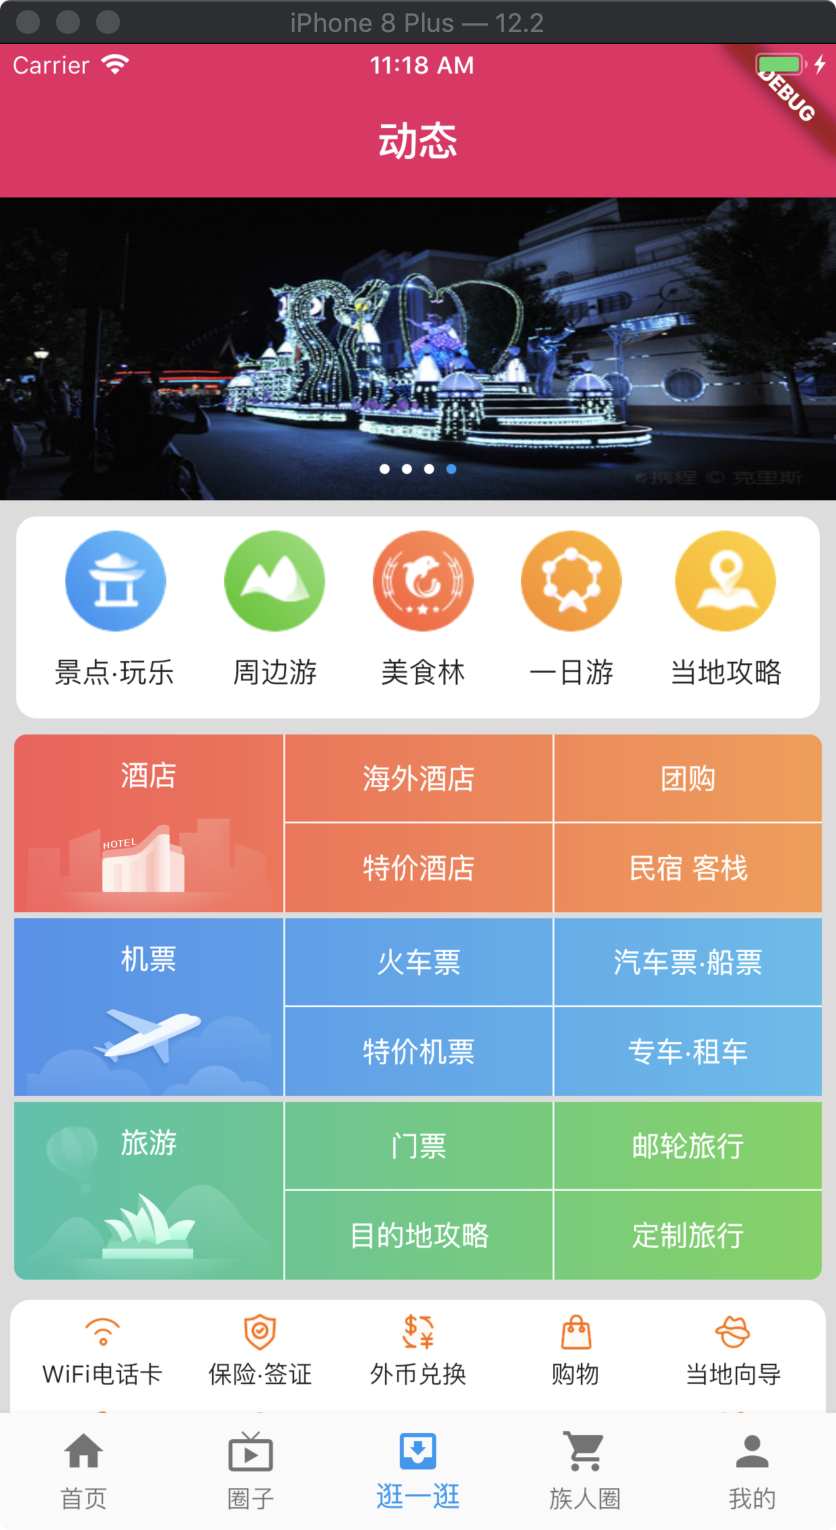 iPhone 8 Plus — 12.2
Carrier 11:18 AM
DEBUG
动态
携程 © 克里斯
景点·玩乐 周边游 美食林 一日游 当地攻略
酒店 海外酒店 团购
HOTEL
特价酒店 民宿 客栈
机票 火车票 汽车票·船票
特价机票 专车·租车
旅游 门票 邮轮旅行
目的地攻略 定制旅行
WiFi电话卡 保险·签证 外币兑换 购物 当地向导
首页 圈子 逛一逛 族人圈 我的